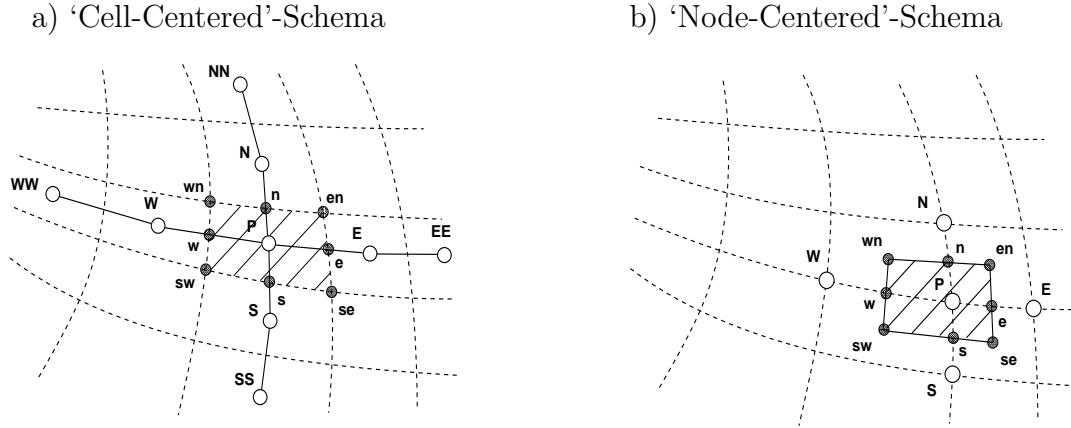 a) ‘Cell-Centered’-Schema
b) ‘Node-Centered’-Schema
NN
N
wn
n
en
WW
W
P
E
EE
w
e
sw
s
se
S
SS
N
wn
n
en
W
P
E
w
e
sw
s
se
S